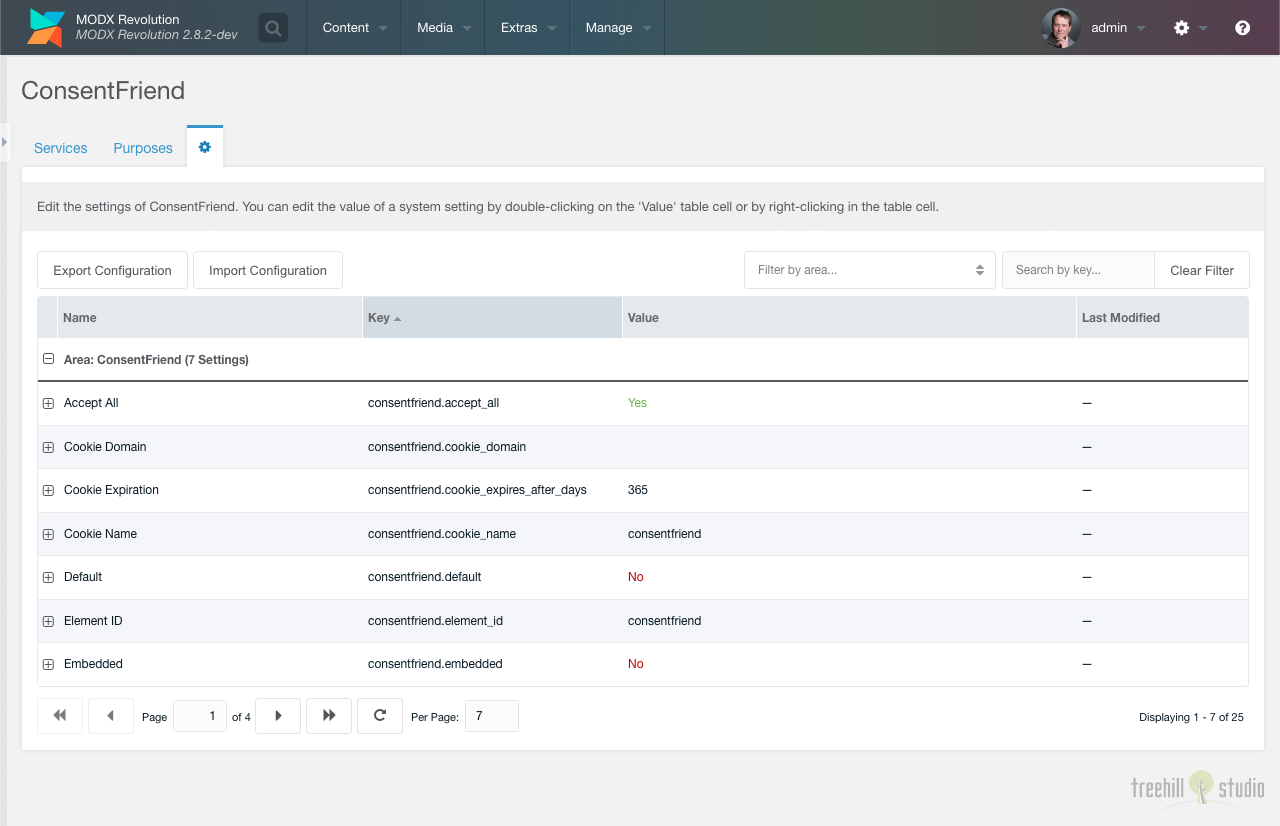 MODX Revolution
MODX Revolution 2.8.2-dev
Content Media Extras Manage admin
ConsentFriend
Services Purposes
Edit the settings of ConsentFriend. You can edit the value of a system setting by double-clicking on the 'Value' table cell or by right-clicking in the table cell.
Export Configuration Import Configuration Filter by area... Search by key... Clear Filter
Name Key Value Last Modified
Area: ConsentFriend (7 Settings)
Accept All consentfriend.accept_all Yes —
Cookie Domain consentfriend.cookie_domain —
Cookie Expiration consentfriend.cookie_expires_after_days 365 —
Cookie Name consentfriend.cookie_name consentfriend —
Default consentfriend.default No —
Element ID consentfriend.element_id consentfriend —
Embedded consentfriend.embedded No —
Page 1 of 4 Per Page: 7 Displaying 1 - 7 of 25
treehill studio